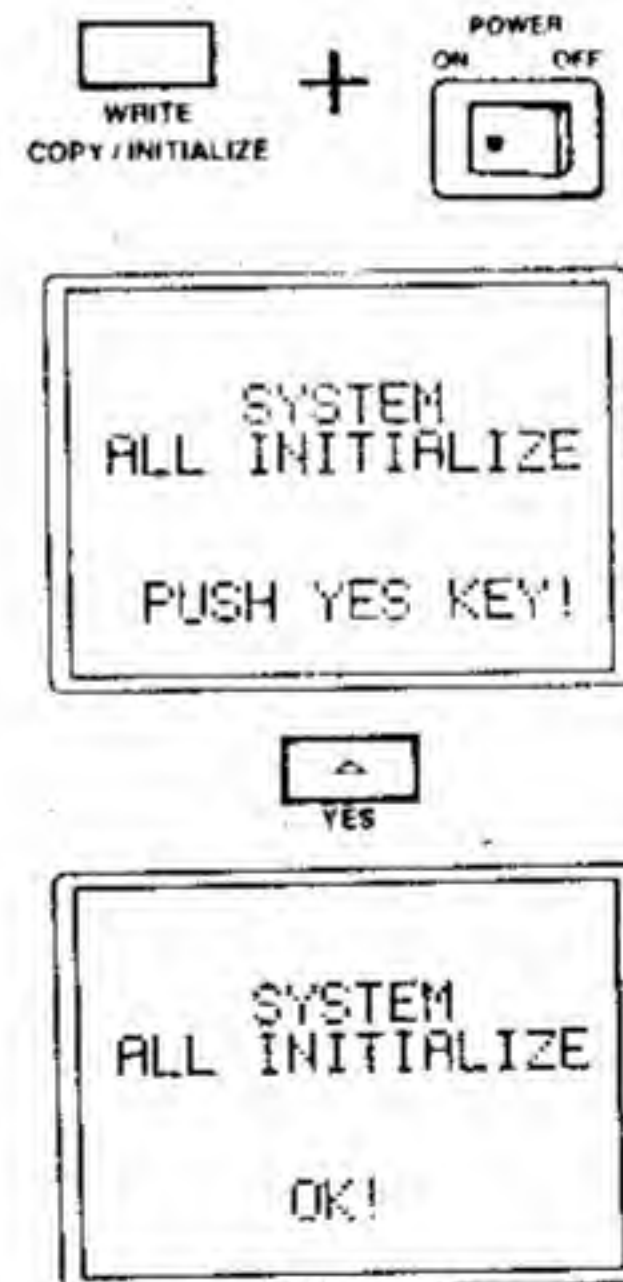 POWER
ON OFF
WRITE
COPY / INITIALIZE
SYSTEM
ALL INITIALIZE
PUSH YES KEY!
YES
SYSTEM
ALL INITIALIZE
OK!